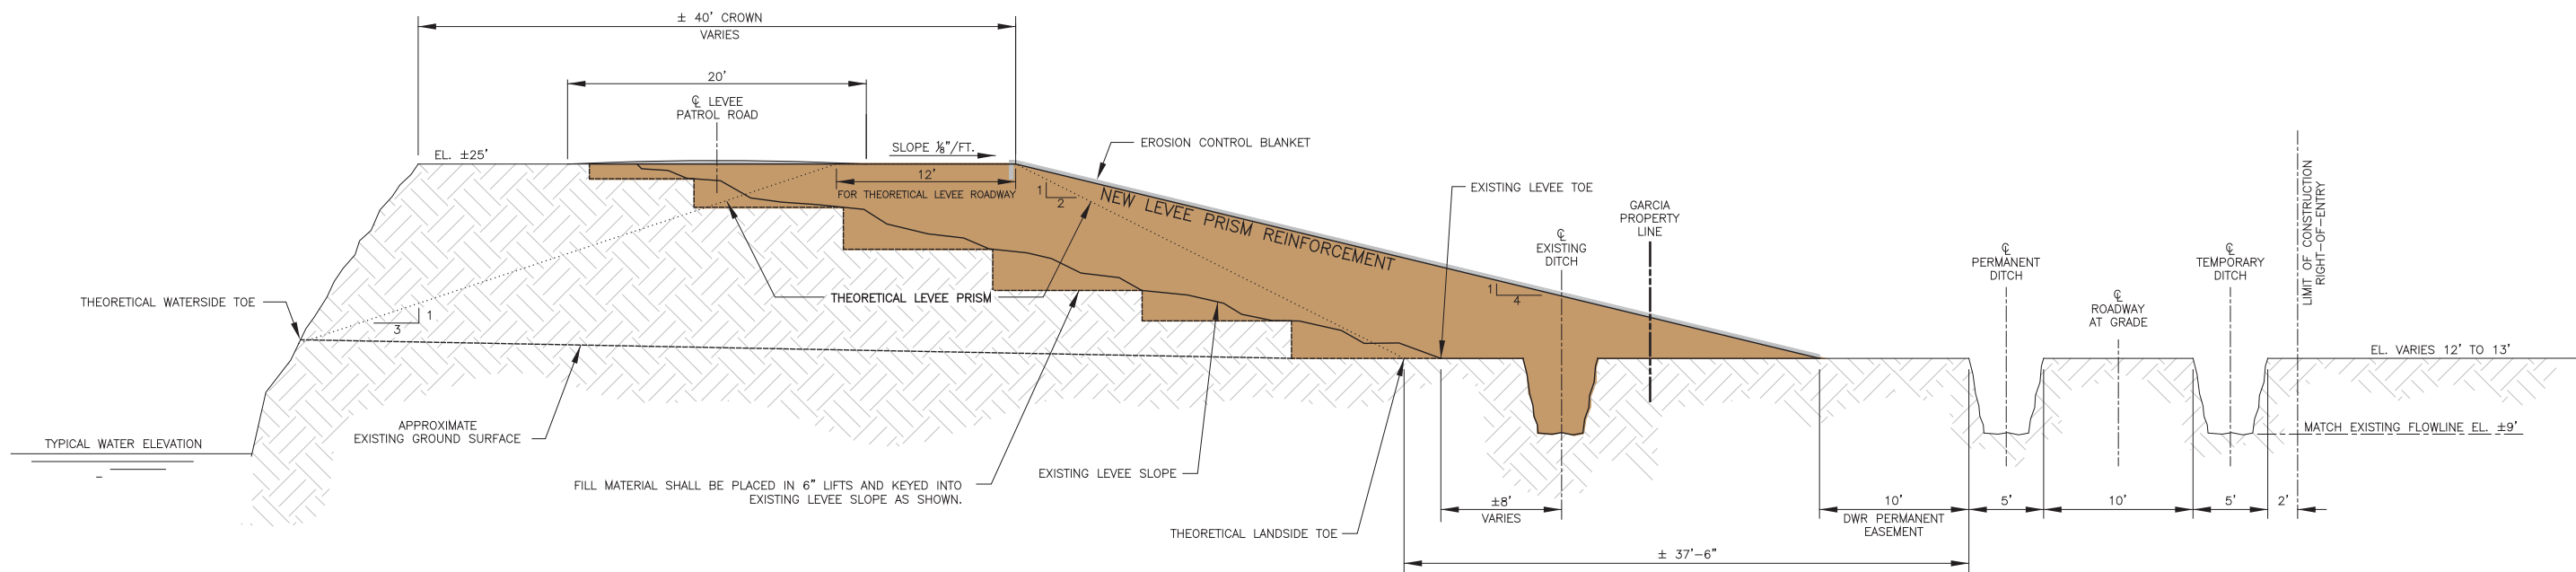 ± 40' CROWN
VARIES
20'
℄ LEVEE
PATROL ROAD
EL. ±25'
SLOPE ⅛"/FT.
12'
FOR THEORETICAL LEVEE ROADWAY
EROSION CONTROL BLANKET
1
2
NEW LEVEE PRISM REINFORCEMENT
EXISTING LEVEE TOE
GARCIA
PROPERTY
LINE
℄
EXISTING
DITCH
℄
PERMANENT
DITCH
℄
ROADWAY
AT GRADE
℄
TEMPORARY
DITCH
LIMIT OF CONSTRUCTION
RIGHT-OF-ENTRY
THEORETICAL WATERSIDE TOE
1
3
THEORETICAL LEVEE PRISM
1
4
EL. VARIES 12' TO 13'
APPROXIMATE
EXISTING GROUND SURFACE
TYPICAL WATER ELEVATION
MATCH EXISTING FLOWLINE EL. ±9'
FILL MATERIAL SHALL BE PLACED IN 6" LIFTS AND KEYED INTO
EXISTING LEVEE SLOPE AS SHOWN.
EXISTING LEVEE SLOPE
THEORETICAL LANDSIDE TOE
±8'
VARIES
10'
DWR PERMANENT
EASEMENT
5'
10'
5'
2'
± 37'-6"